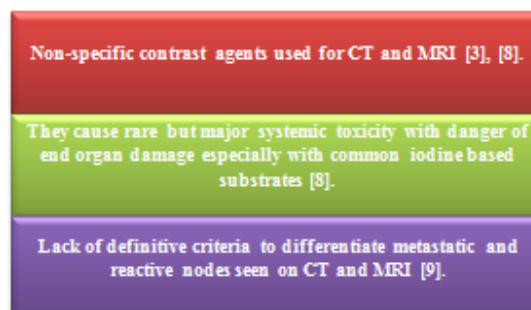 Non-specific contrast agents used for CT and MRI [3], [8].
They cause rare but major systemic toxicity with danger of
end organ damage especially with common iodine based
substrates [8].
Lack of definitive criteria to differentiate metastatic and
reactive nodes seen on CT and MRI [9].